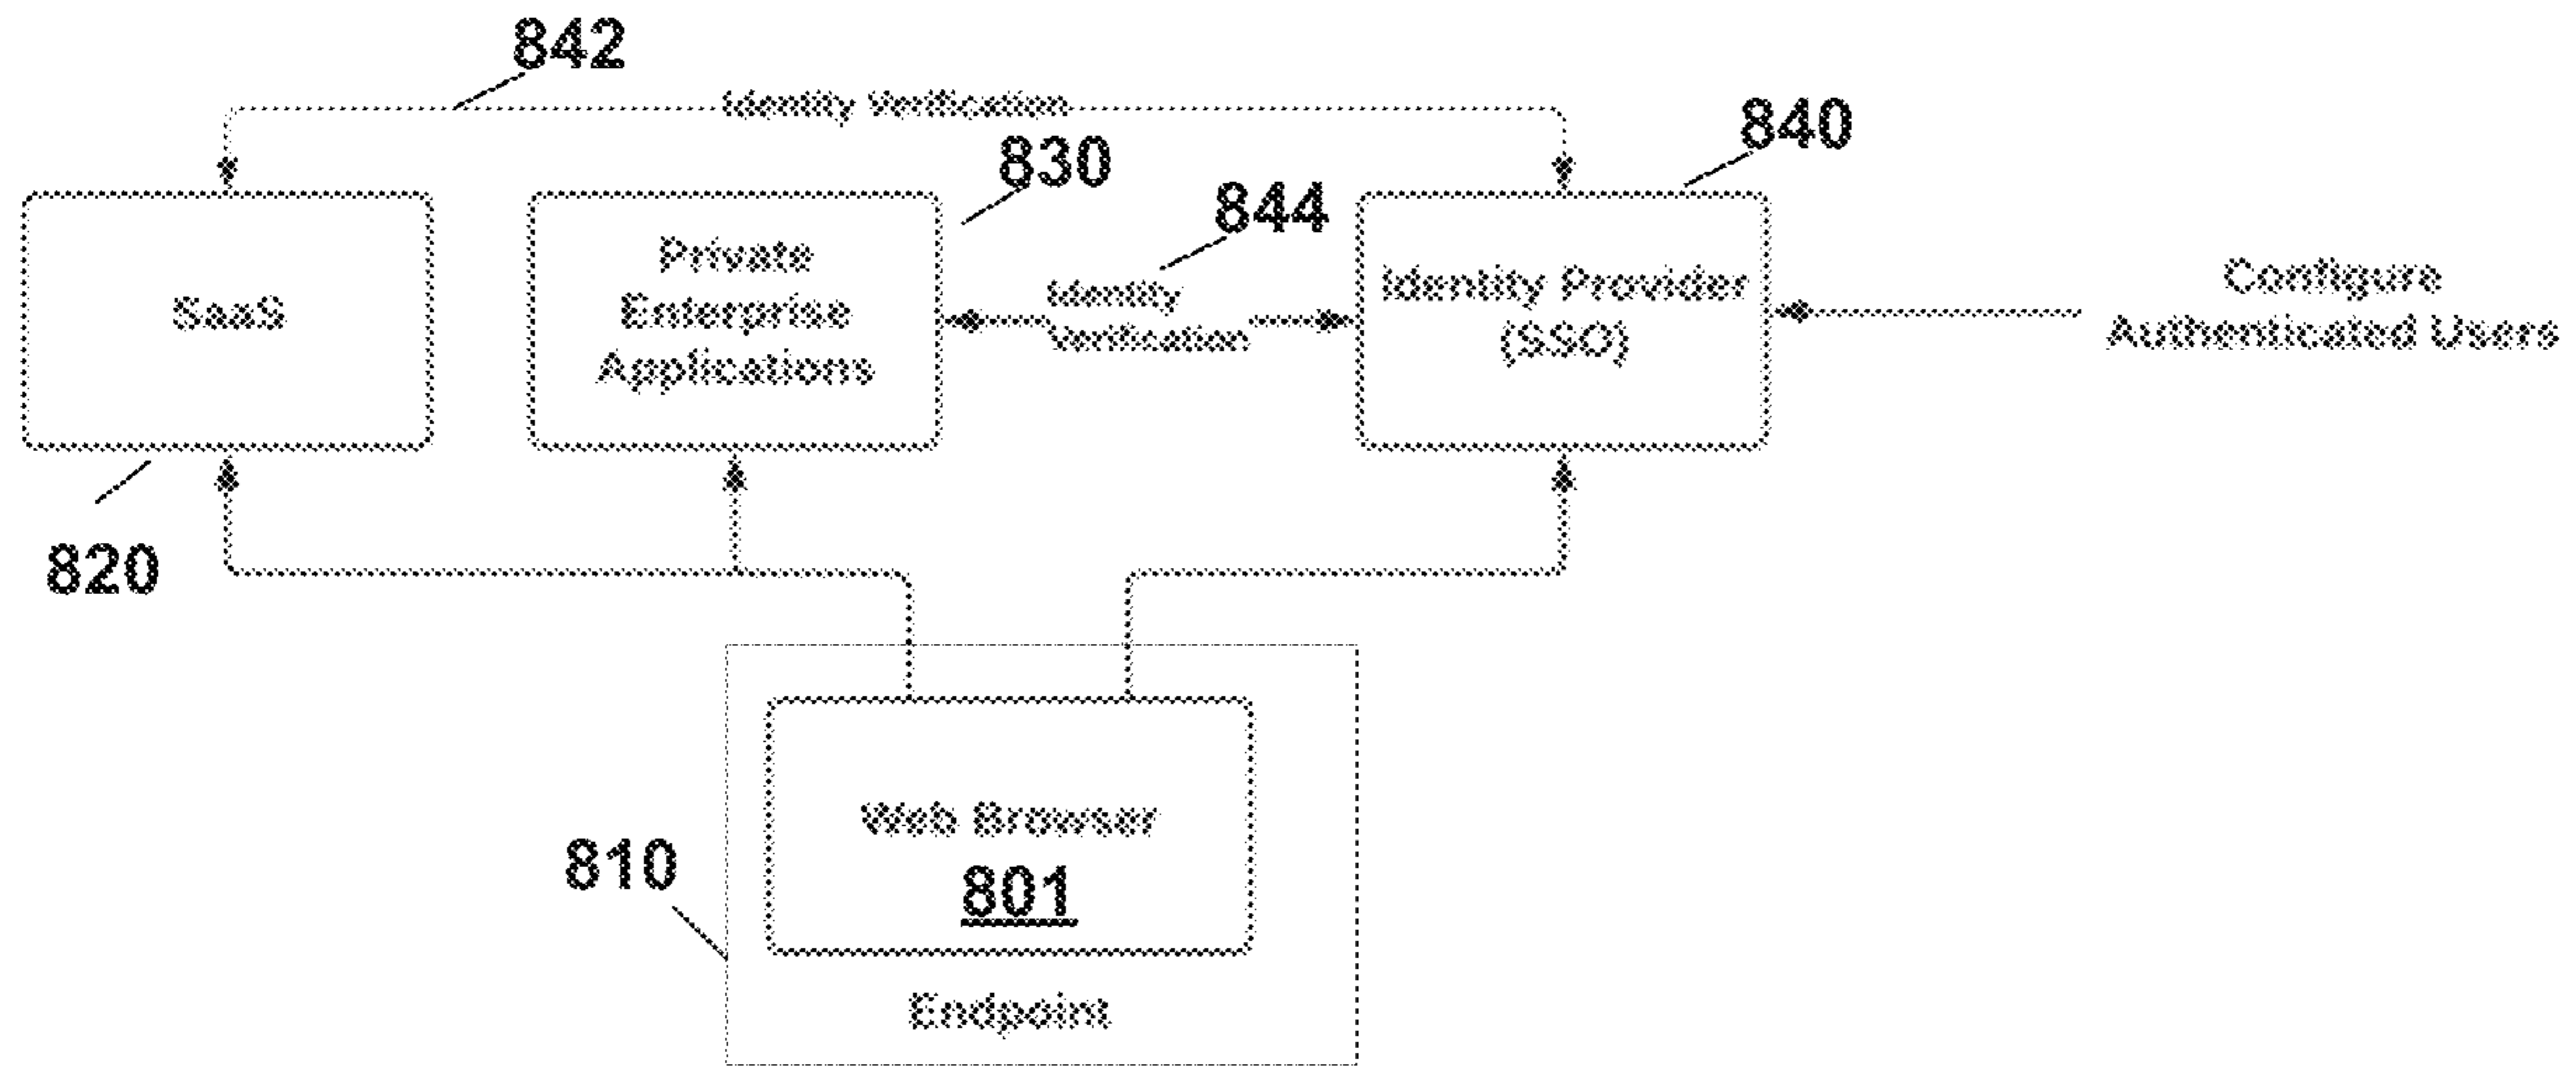 842
Identity Verification
840
830
844
SaaS
Private
Enterprise
Applications
Identity
Verification
Identity Provider
(SSO)
Configure
Authenticated Users
820
Web Browser
801
810
Endpoint